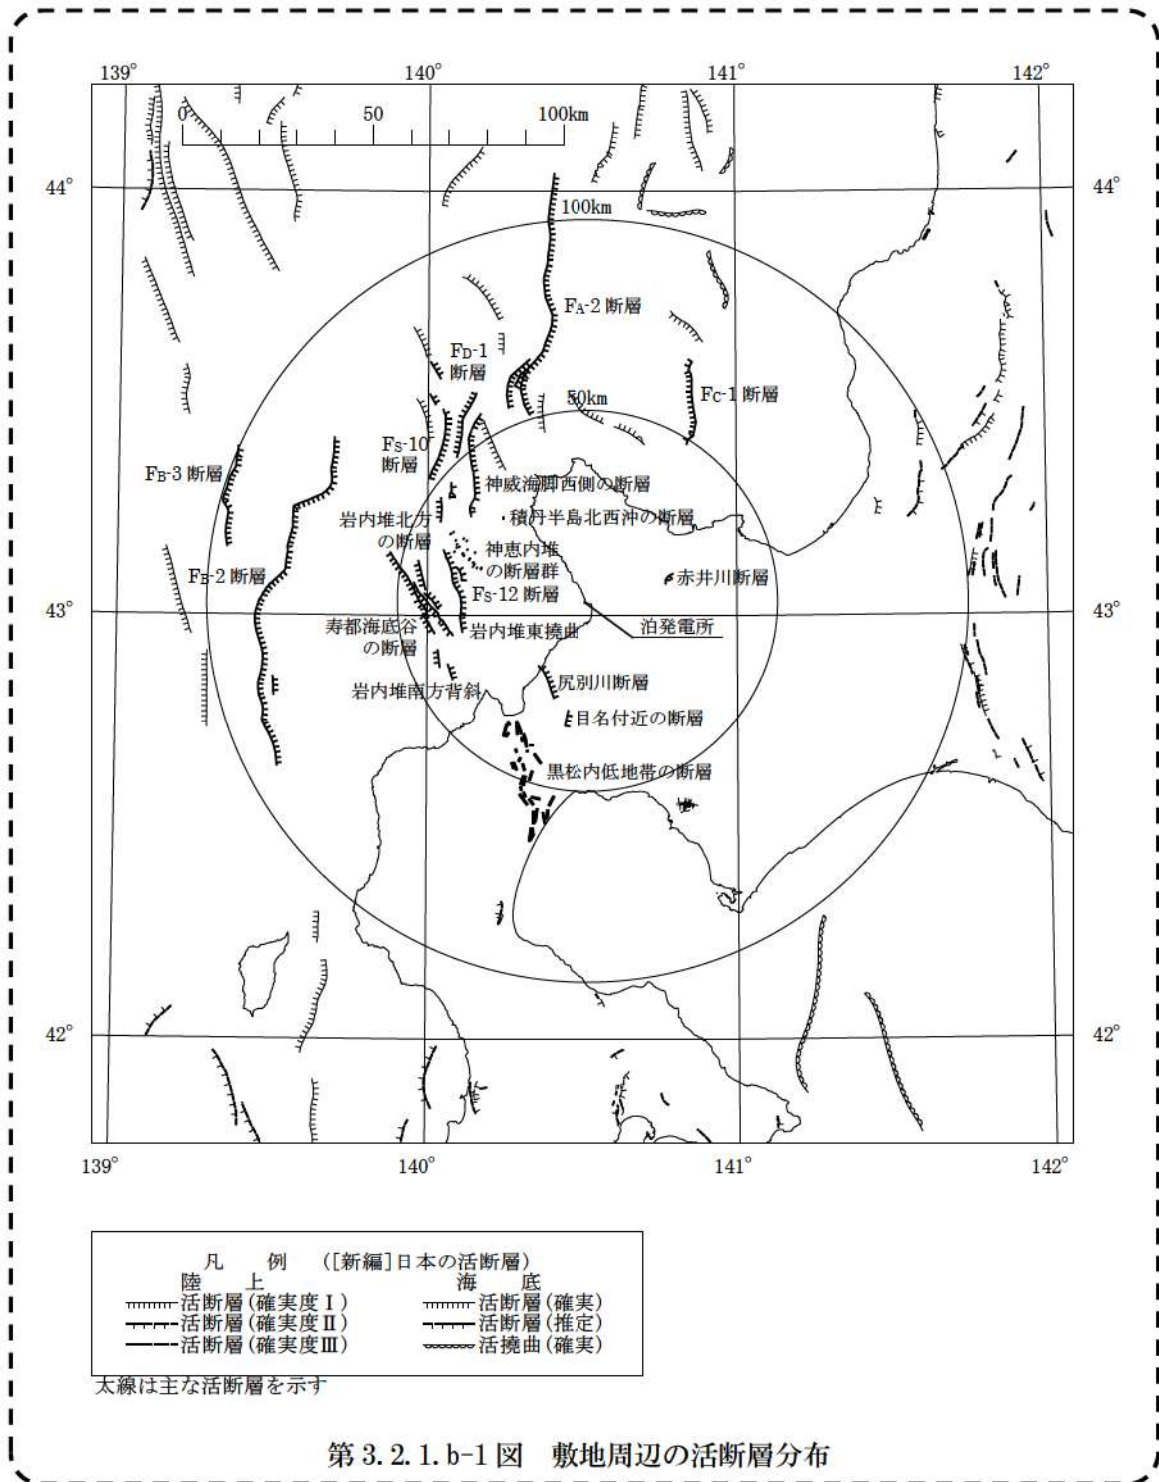 139°
140°
141°
142°
0
50
100km
44°
44°
100km
FA-2 断層
FD-1
断層
50km
FC-1 断層
FS-10
断層
FB-3 断層
神威海脚西側の断層
岩内堆北方
の断層
積丹半島北西沖の断層
神恵内堆
の断層群
FB-2 断層
赤井川断層
FS-12 断層
43°
43°
寿都海底谷
の断層
岩内堆東撓曲
泊発電所
岩内堆南方背斜
尻別川断層
目名付近の断層
黒松内低地帯の断層
42°
42°
139°
140°
141°
142°
凡 例 ([新編]日本の活断層)
陸 上
海 底
活断層(確実度Ⅰ)
活断層(確実)
活断層(確実度Ⅱ)
活断層(推定)
活断層(確実度Ⅲ)
活撓曲(確実)
太線は主な活断層を示す
第 3.2.1.b-1 図 敷地周辺の活断層分布